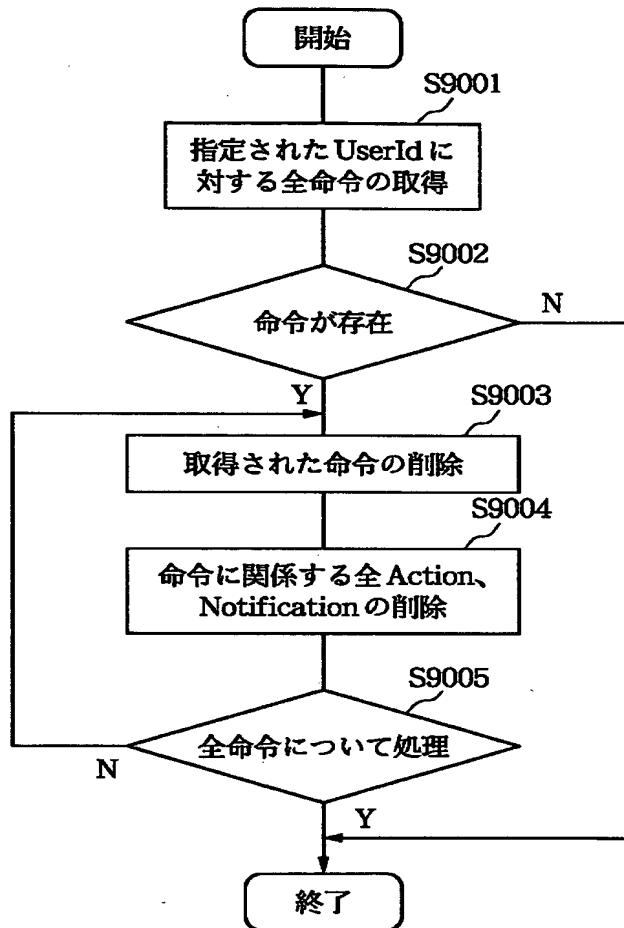 開始
S9001
指定されたUserIdに
対する全命令の取得
S9002
命令が存在
N
Y
S9003
取得された命令の削除
S9004
命令に関係する全Action、
Notificationの削除
S9005
全命令について処理
N
Y
終了